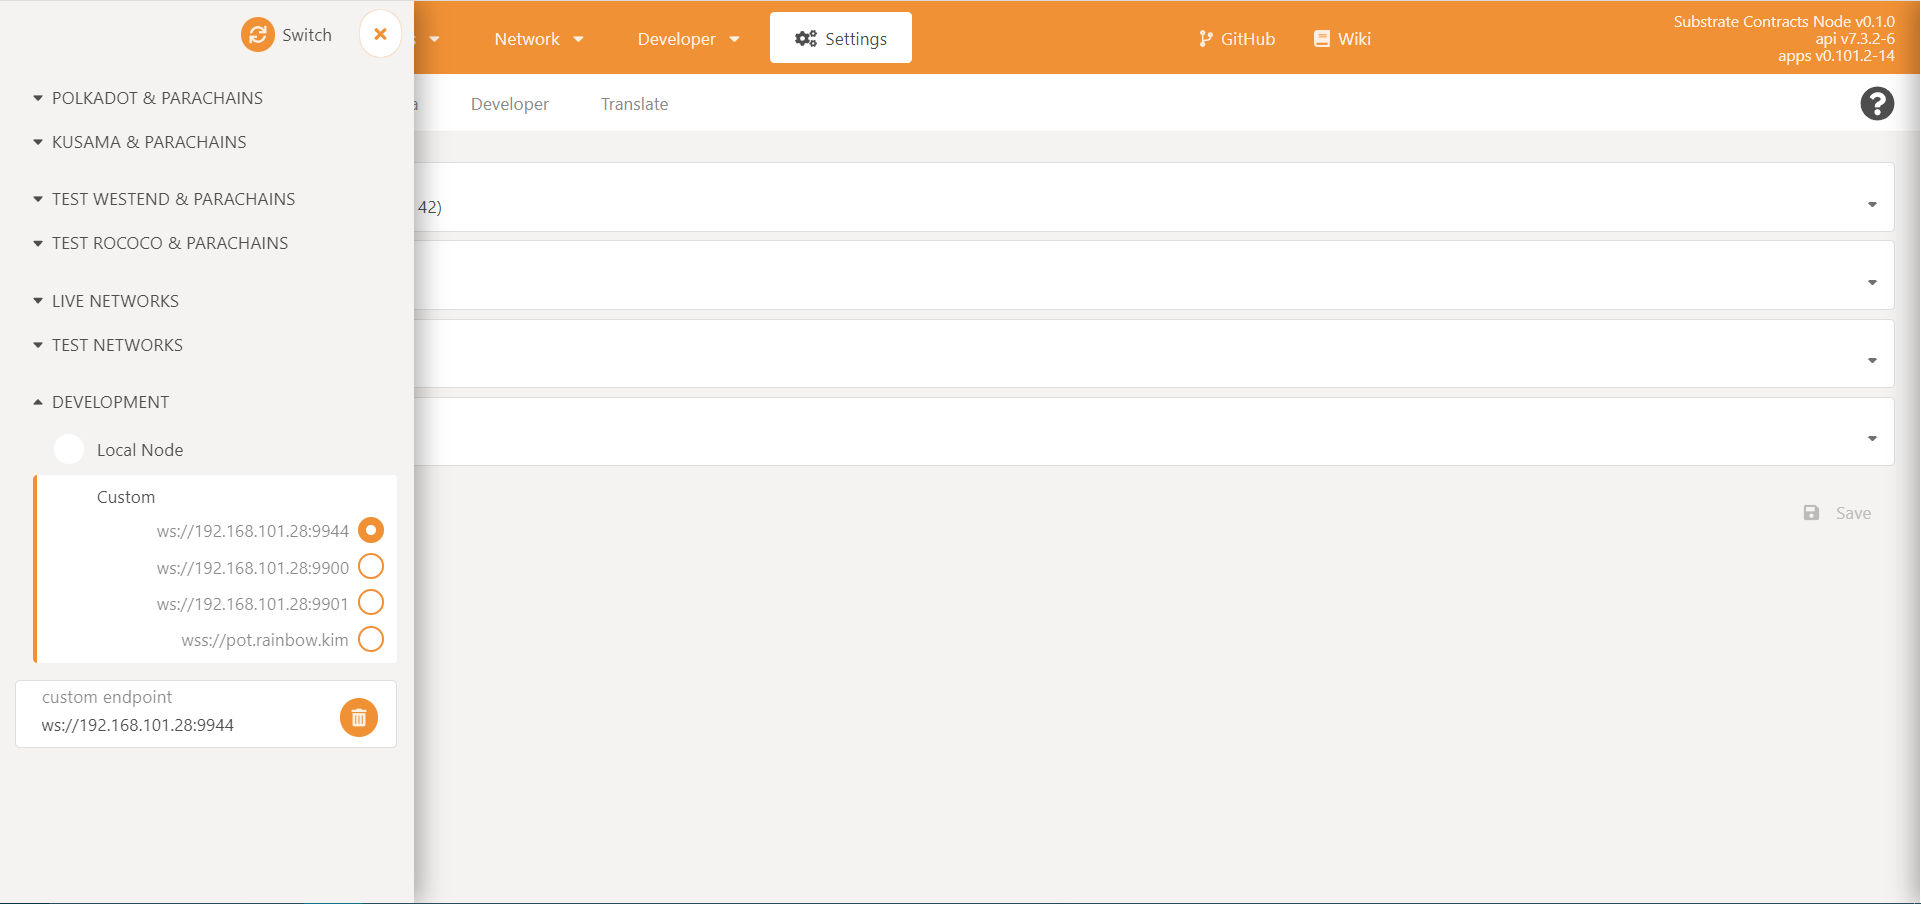 Switch
Network
Developer
Settings
GitHub
Wiki
Substrate Contracts Node v0.1.0
api v7.3.2-6
apps v0.101.2-14
Developer
Translate
POLKADOT & PARACHAINS
KUSAMA & PARACHAINS
TEST WESTEND & PARACHAINS
42)
TEST ROCOCO & PARACHAINS
LIVE NETWORKS
TEST NETWORKS
DEVELOPMENT
Local Node
Custom
ws://192.168.101.28:9944
ws://192.168.101.28:9900
ws://192.168.101.28:9901
wss://pot.rainbow.kim
Save
custom endpoint
ws://192.168.101.28:9944